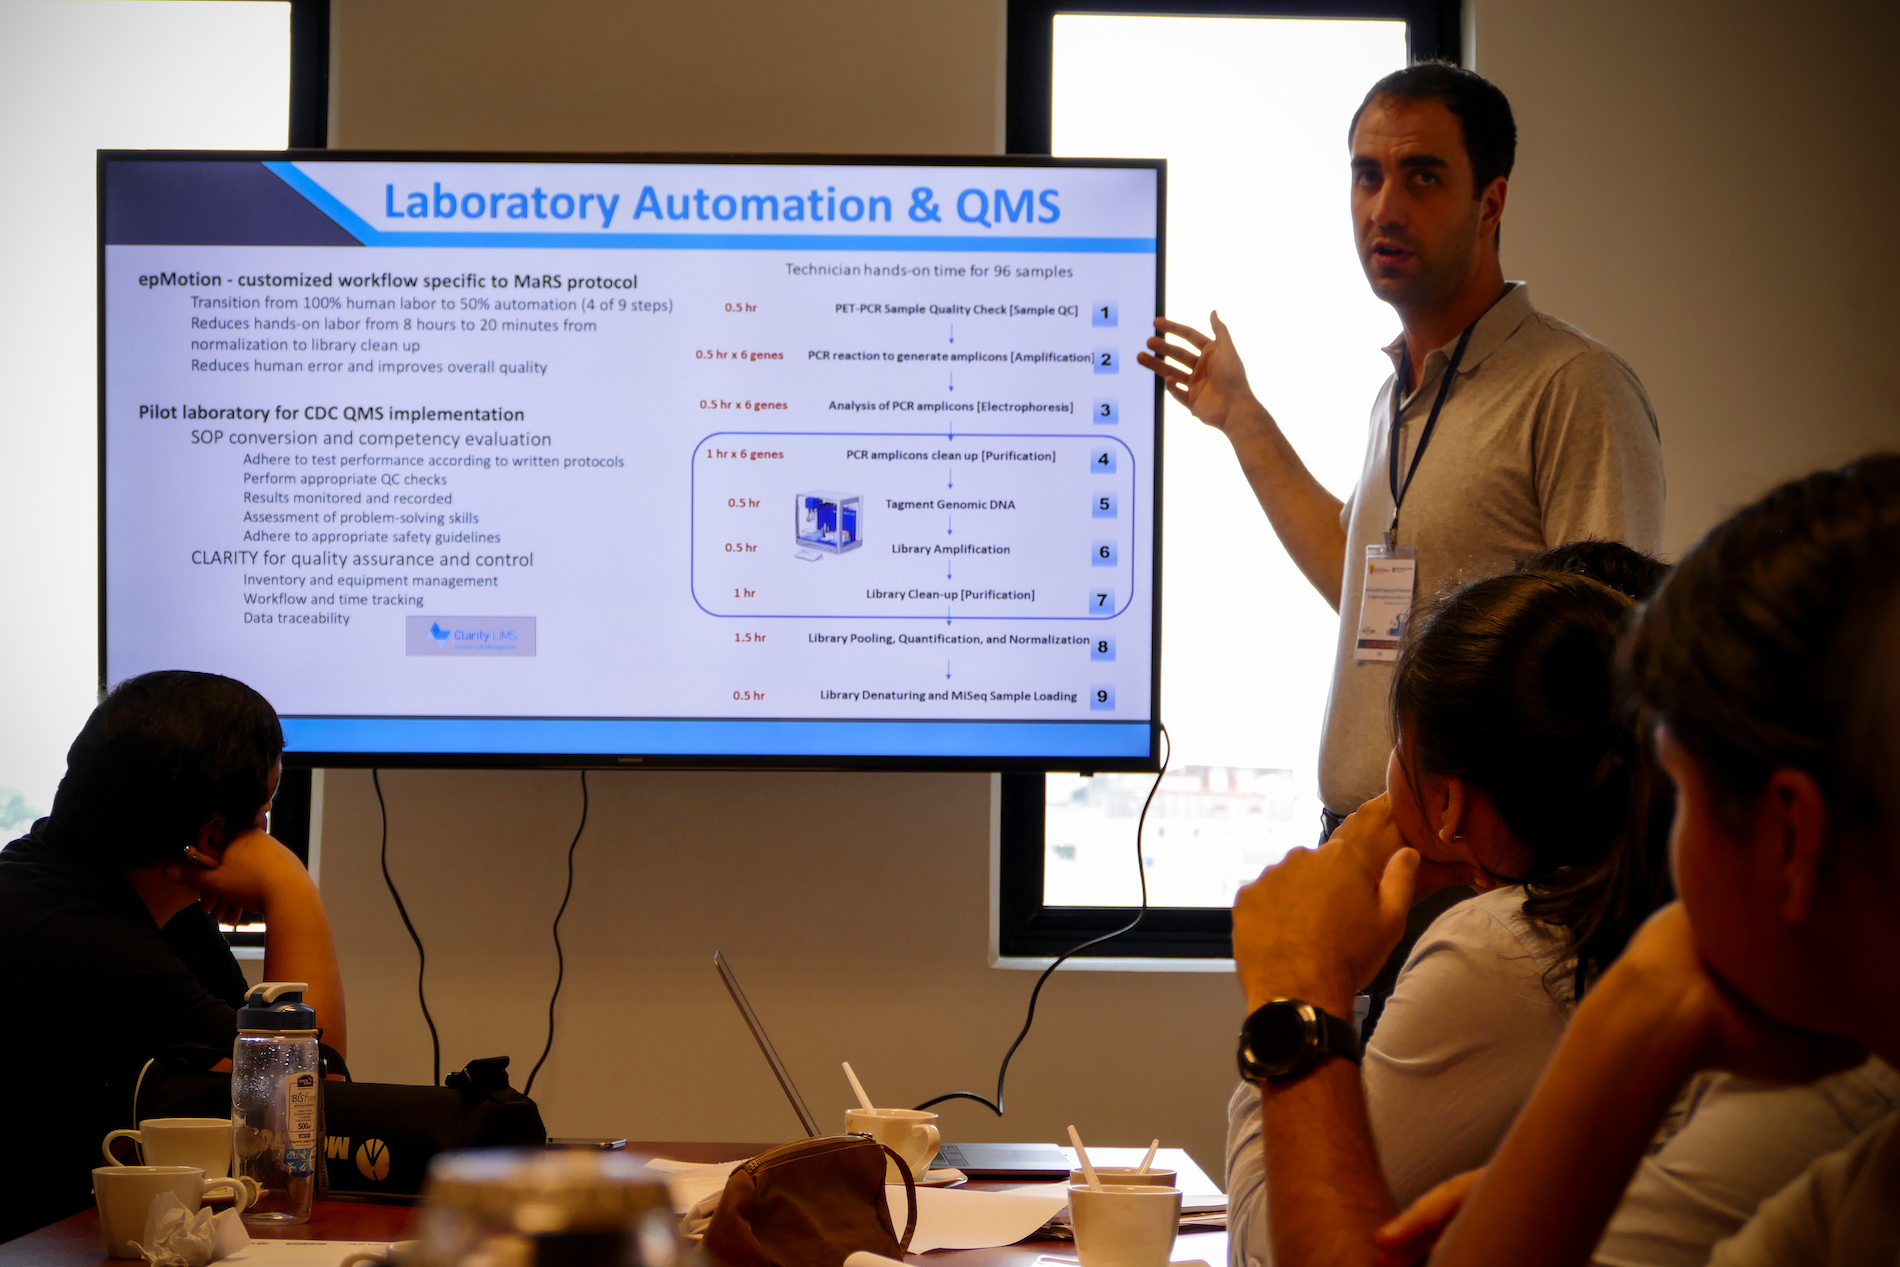 Laboratory Automation & QMS
epMotion - customized workflow specific to MaRS protocol
Transition from 100% human labor to 50% automation (4 of 9 steps)
Reduces hands-on labor from 8 hours to 20 minutes from
normalization to library clean up
Reduces human error and improves overall quality
Pilot laboratory for CDC QMS implementation
SOP conversion and competency evaluation
Adhere to test performance according to written protocols
Perform appropriate QC checks
Results monitored and recorded
Assessment of problem-solving skills
Adhere to appropriate safety guidelines
CLARITY for quality assurance and control
Inventory and equipment management
Workflow and time tracking
Data traceability
Clarity LIMS
Technician hands-on time for 96 samples
0.5 hr PET-PCR Sample Quality Check [Sample QC] 1
0.5 hr x 6 genes PCR reaction to generate amplicons [Amplification] 2
0.5 hr x 6 genes Analysis of PCR amplicons [Electrophoresis] 3
1 hr x 6 genes PCR amplicons clean up [Purification] 4
0.5 hr Tagment Genomic DNA 5
0.5 hr Library Amplification 6
1 hr Library Clean-up [Purification] 7
1.5 hr Library Pooling, Quantification, and Normalization 8
0.5 hr Library Denaturing and MiSeq Sample Loading 9
SAMSUNG
Bisfree
500